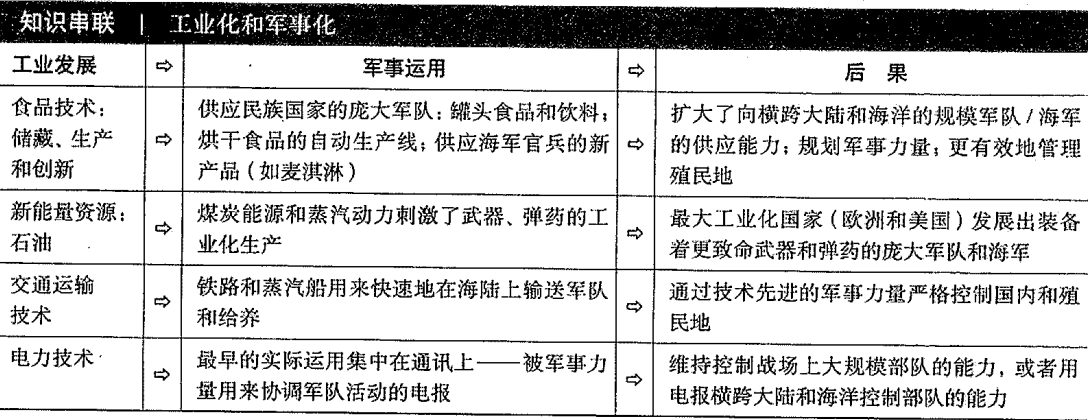 知识串联 | 工业化和军事化
工业发展 ⇨ 军事运用 ⇨ 后果
食品技术：
储藏、生产
和创新
⇨
供应民族国家的庞大军队；罐头食品和饮料；
烘干食品的自动生产线；供应海军官兵的新
产品（如麦淇淋）
⇨
扩大了向横跨大陆和海洋的规模军队/海军
的供应能力；规划军事力量；更有效地管理
殖民地
新能量资源：
石油
⇨
煤炭能源和蒸汽动力刺激了武器、弹药的工
业化生产
⇨
最大工业化国家（欧洲和美国）发展出装备
着更致命武器和弹药的庞大军队和海军
交通运输
技术
⇨
铁路和蒸汽船用来快速地在海陆上输送军队
和给养
⇨
通过技术先进的军事力量严格控制国内和殖
民地
电力技术
⇨
最早的实际运用集中在通讯上——被军事力
量用来协调军队活动的电报
⇨
维持控制战场上大规模部队的能力，或者用
电报横跨大陆和海洋控制部队的能力